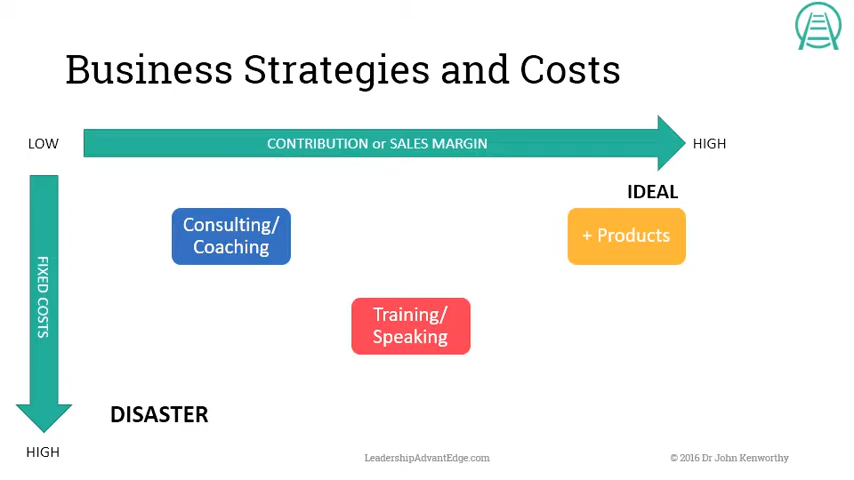 Business Strategies and Costs
LOW
CONTRIBUTION or SALES MARGIN
HIGH
IDEAL
Consulting/
Coaching
+ Products
FIXED COSTS
Training/
Speaking
DISASTER
HIGH
LeadershipAdvantEdge.com
© 2016 Dr John Kenworthy